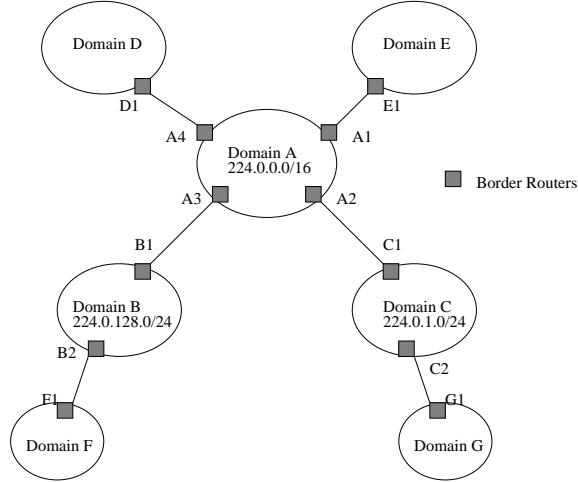 Domain D
Domain E
D1
E1
A4
A1
Domain A
224.0.0.0/16
A3
A2
Border Routers
B1
C1
Domain B
224.0.128.0/24
Domain C
224.0.1.0/24
B2
C2
F1
G1
Domain F
Domain G